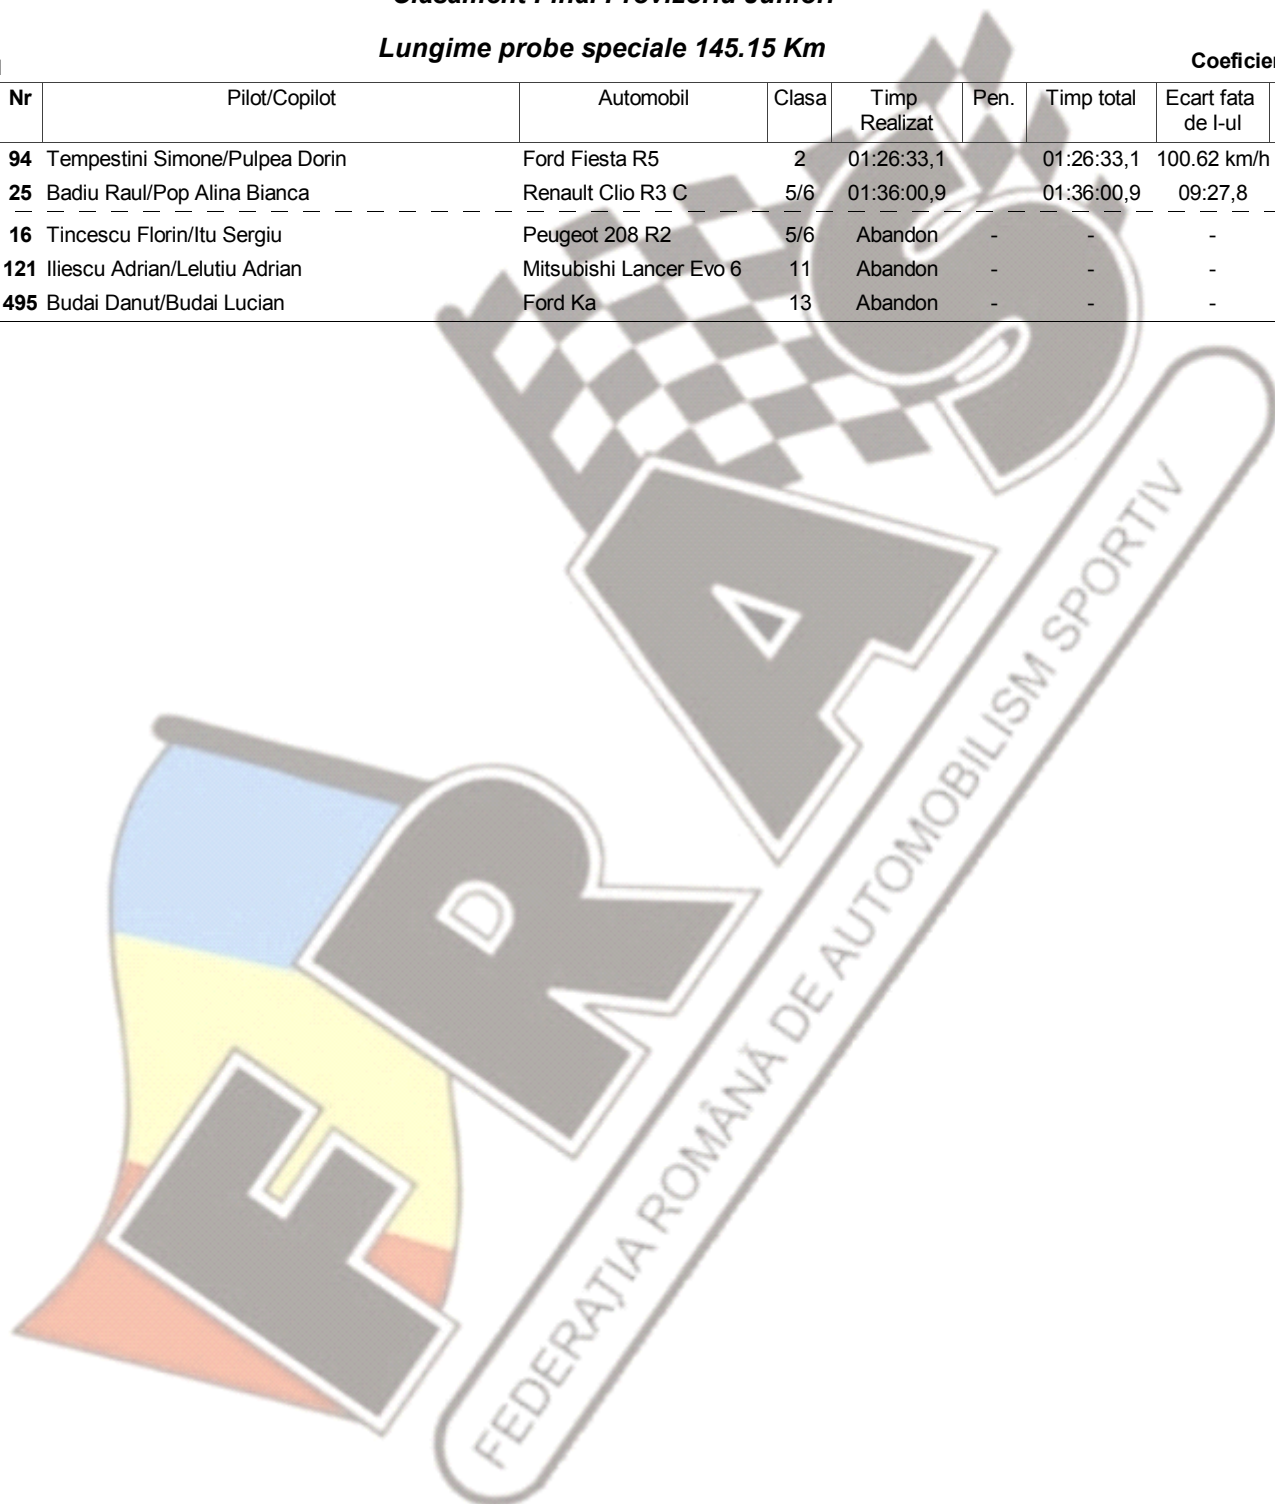 Clasament Final Provizoriu Juniori
Lungime probe speciale 145.15 Km
Nr Pilot/Copilot Automobil Clasa Timp Realizat Pen. Timp total Ecart fata de I-ul
94 Tempestini Simone/Pulpea Dorin Ford Fiesta R5 2 01:26:33,1 01:26:33,1 100.62 km/h
25 Badiu Raul/Pop Alina Bianca Renault Clio R3 C 5/6 01:36:00,9 01:36:00,9 09:27,8
16 Tincescu Florin/Itu Sergiu Peugeot 208 R2 5/6 Abandon - - -
121 Iliescu Adrian/Lelutiu Adrian Mitsubishi Lancer Evo 6 11 Abandon - - -
495 Budai Danut/Budai Lucian Ford Ka 13 Abandon - - -
FRAS
FEDERAȚIA ROMÂNĂ DE AUTOMOBILISM SPORTIV